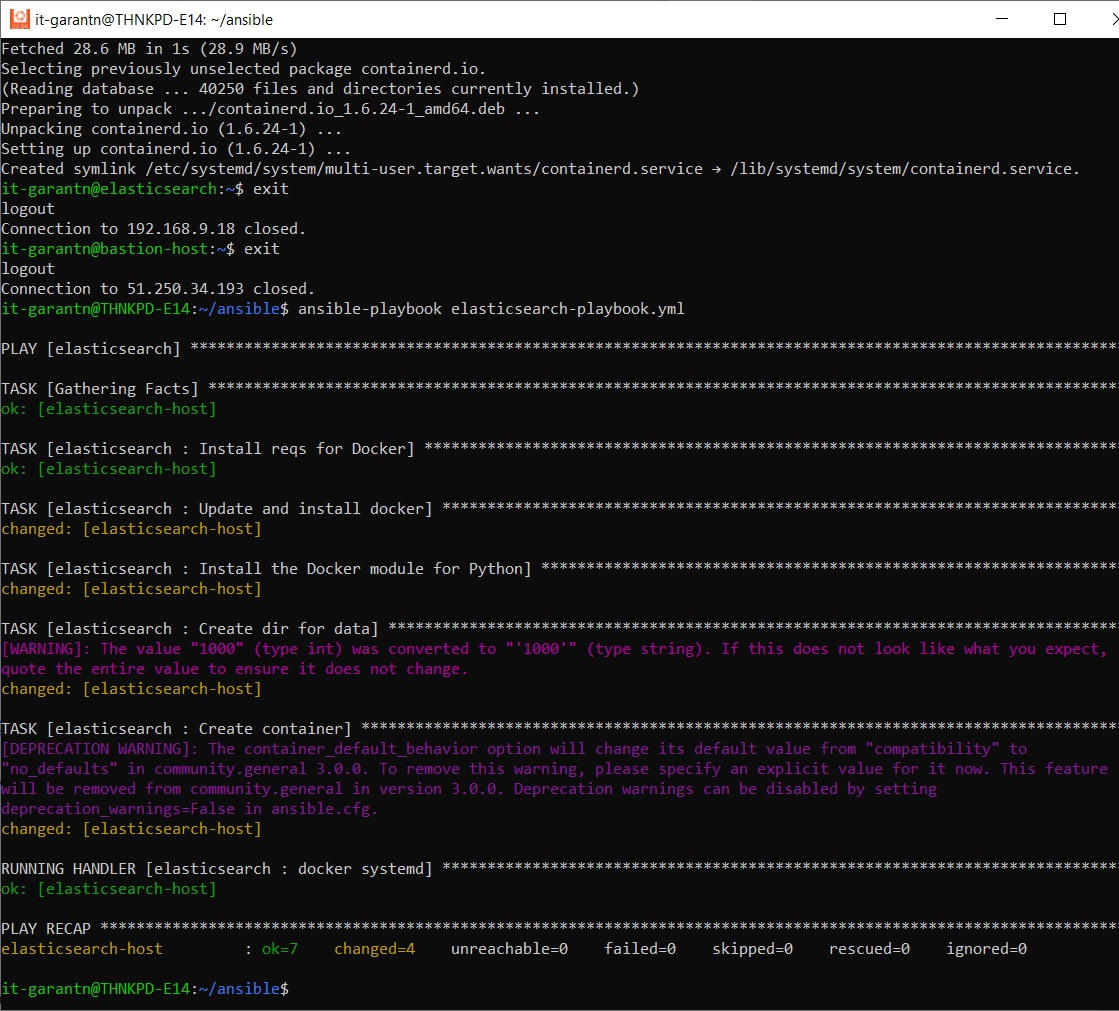 it-garantn@THNKPD-E14: ~/ansible
Fetched 28.6 MB in 1s (28.9 MB/s)
Selecting previously unselected package containerd.io.
(Reading database ... 40250 files and directories currently installed.)
Preparing to unpack .../containerd.io_1.6.24-1_amd64.deb ...
Unpacking containerd.io (1.6.24-1) ...
Setting up containerd.io (1.6.24-1) ...
Created symlink /etc/systemd/system/multi-user.target.wants/containerd.service → /lib/systemd/system/containerd.service.
it-garantn@elasticsearch:~$ exit
logout
Connection to 192.168.9.18 closed.
it-garantn@bastion-host:~$ exit
logout
Connection to 51.250.34.193 closed.
it-garantn@THNKPD-E14:~/ansible$ ansible-playbook elasticsearch-playbook.yml
PLAY [elasticsearch] *******************************************************************************************************
TASK [Gathering Facts] *****************************************************************************************************
ok: [elasticsearch-host]
TASK [elasticsearch : Install reqs for Docker] *****************************************************************************
ok: [elasticsearch-host]
TASK [elasticsearch : Update and install docker] ***************************************************************************
changed: [elasticsearch-host]
TASK [elasticsearch : Install the Docker module for Python] ****************************************************************
changed: [elasticsearch-host]
TASK [elasticsearch : Create dir for data] *********************************************************************************
[WARNING]: The value "1000" (type int) was converted to "'1000'" (type string). If this does not look like what you expect,
quote the entire value to ensure it does not change.
changed: [elasticsearch-host]
TASK [elasticsearch : Create container] ************************************************************************************
[DEPRECATION WARNING]: The container_default_behavior option will change its default value from "compatibility" to
"no_defaults" in community.general 3.0.0. To remove this warning, please specify an explicit value for it now. This feature
will be removed from community.general in version 3.0.0. Deprecation warnings can be disabled by setting
deprecation_warnings=False in ansible.cfg.
changed: [elasticsearch-host]
RUNNING HANDLER [elasticsearch : docker systemd] ***************************************************************************
ok: [elasticsearch-host]
PLAY RECAP *****************************************************************************************************************
elasticsearch-host : ok=7 changed=4 unreachable=0 failed=0 skipped=0 rescued=0 ignored=0
it-garantn@THNKPD-E14:~/ansible$